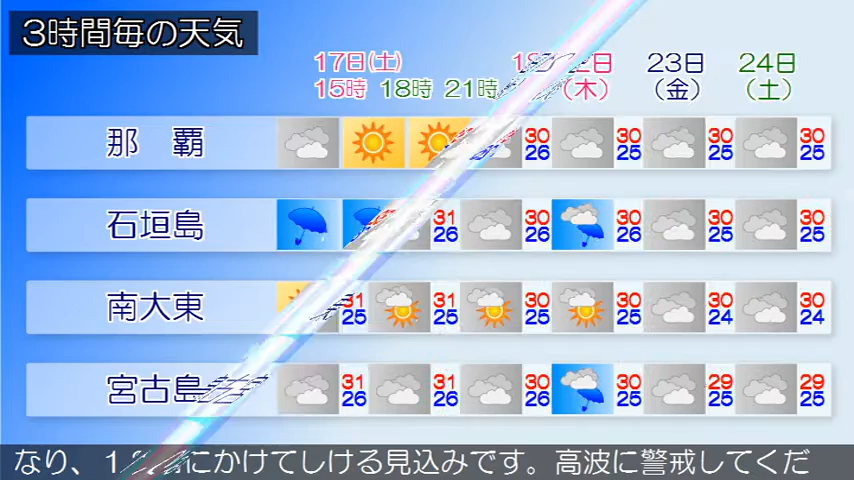 3時間毎の天気
17日(土) 23日 24日
15時 18時 21時 (木) (金) (土)
那覇 30 26 30 25 30 25 30 25
石垣島 31 26 30 26 30 26 30 25 30 25
南大東 31 25 31 25 30 25 30 25 30 24 30 24
宮古島 31 26 31 26 30 26 30 25 29 25 29 25
なり、にかけてしける見込みです。高波に警戒してくだ